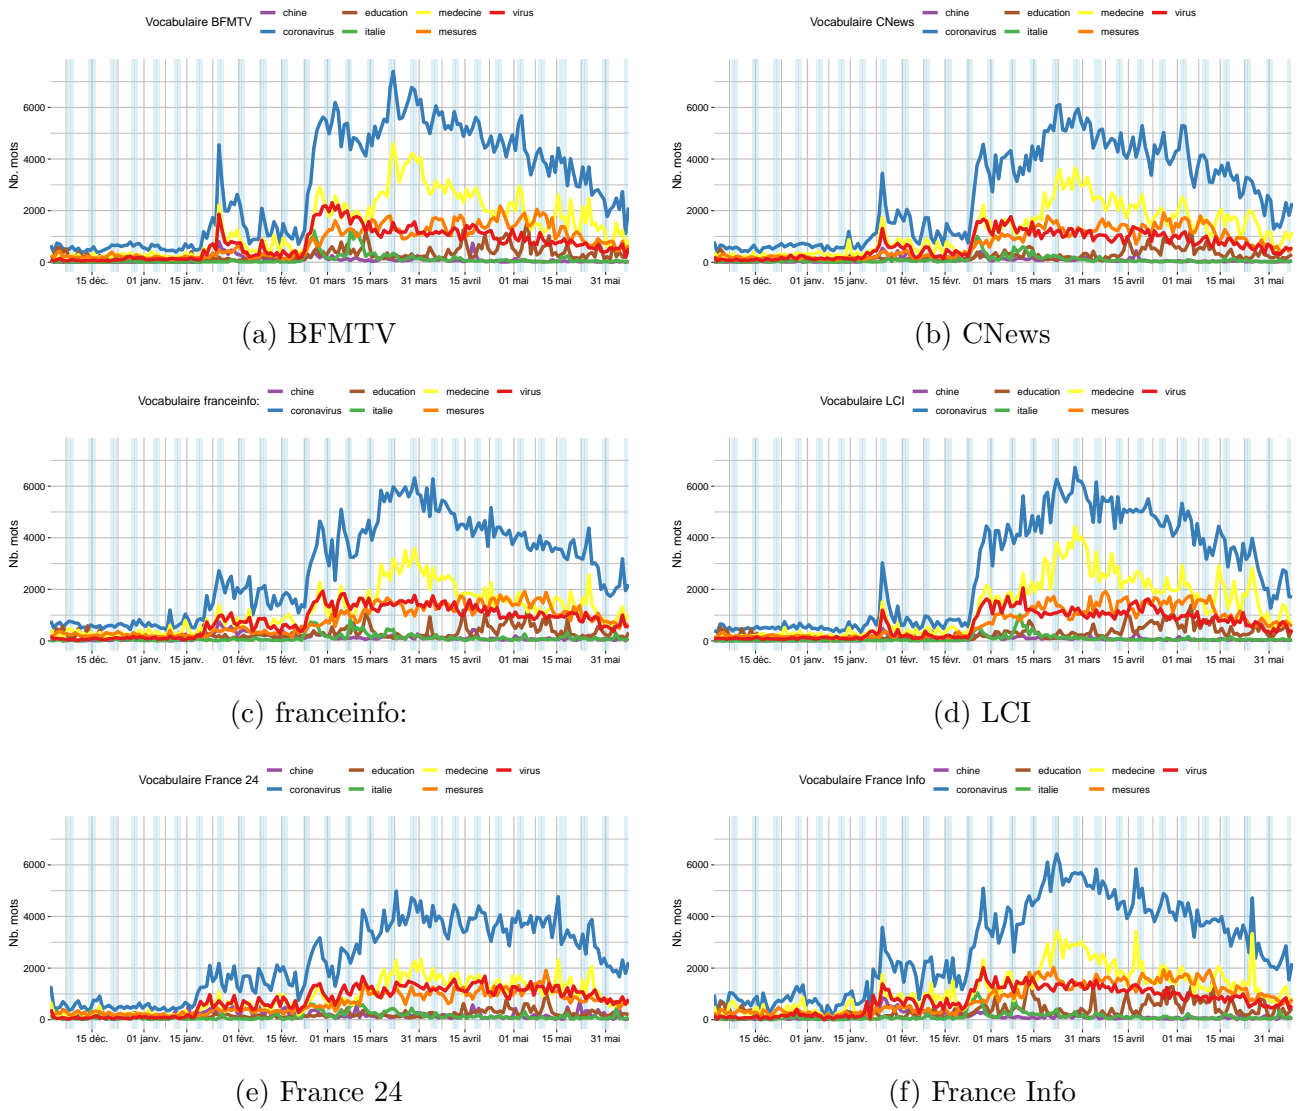 Vocabulaire BFMTV
chine education medecine virus
coronavirus italie mesures
Nb. mots
6000
4000
2000
0
15 déc. 01 janv. 15 janv. 01 févr. 15 févr. 01 mars 15 mars 31 mars 15 avril 01 mai 15 mai 31 mai
(a) BFMTV
Vocabulaire CNews
chine education medecine virus
coronavirus italie mesures
Nb. mots
6000
4000
2000
0
15 déc. 01 janv. 15 janv. 01 févr. 15 févr. 01 mars 15 mars 31 mars 15 avril 01 mai 15 mai 31 mai
(b) CNews
Vocabulaire franceinfo:
chine education medecine virus
coronavirus italie mesures
Nb. mots
6000
4000
2000
0
15 déc. 01 janv. 15 janv. 01 févr. 15 févr. 01 mars 15 mars 31 mars 15 avril 01 mai 15 mai 31 mai
(c) franceinfo:
Vocabulaire LCI
chine education medecine virus
coronavirus italie mesures
Nb. mots
6000
4000
2000
0
15 déc. 01 janv. 15 janv. 01 févr. 15 févr. 01 mars 15 mars 31 mars 15 avril 01 mai 15 mai 31 mai
(d) LCI
Vocabulaire France 24
chine education medecine virus
coronavirus italie mesures
Nb. mots
6000
4000
2000
0
15 déc. 01 janv. 15 janv. 01 févr. 15 févr. 01 mars 15 mars 31 mars 15 avril 01 mai 15 mai 31 mai
(e) France 24
Vocabulaire France Info
chine education medecine virus
coronavirus italie mesures
Nb. mots
6000
4000
2000
0
15 déc. 01 janv. 15 janv. 01 févr. 15 févr. 01 mars 15 mars 31 mars 15 avril 01 mai 15 mai 31 mai
(f) France Info